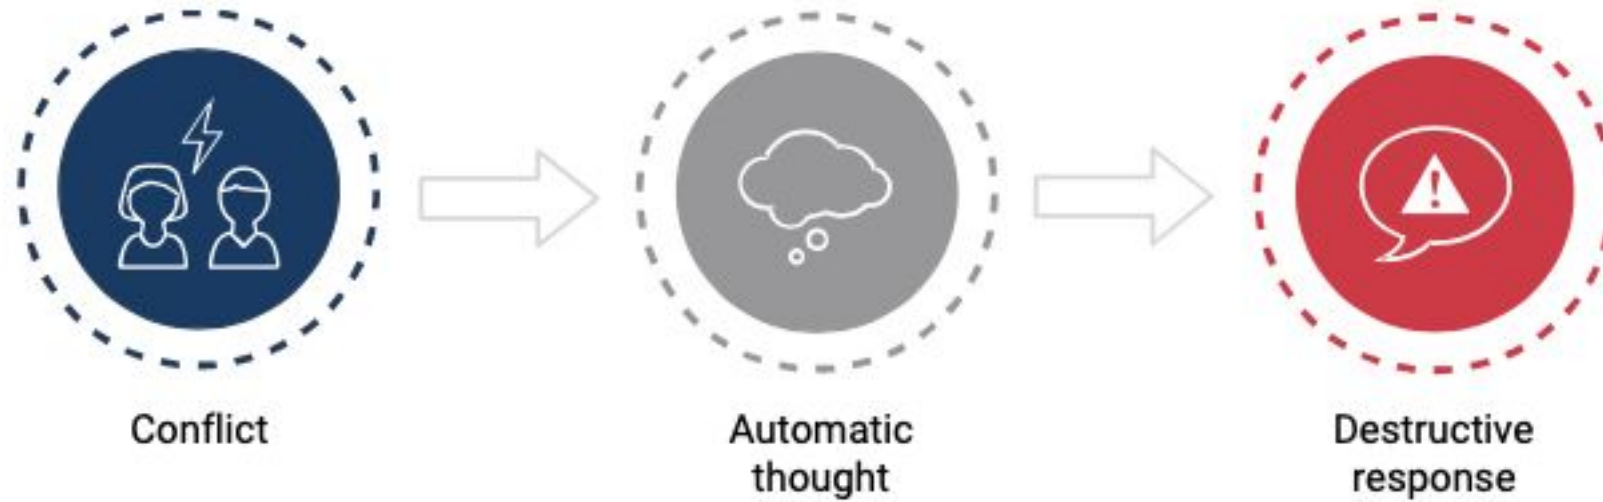 Conflict
Automatic
thought
Destructive
response